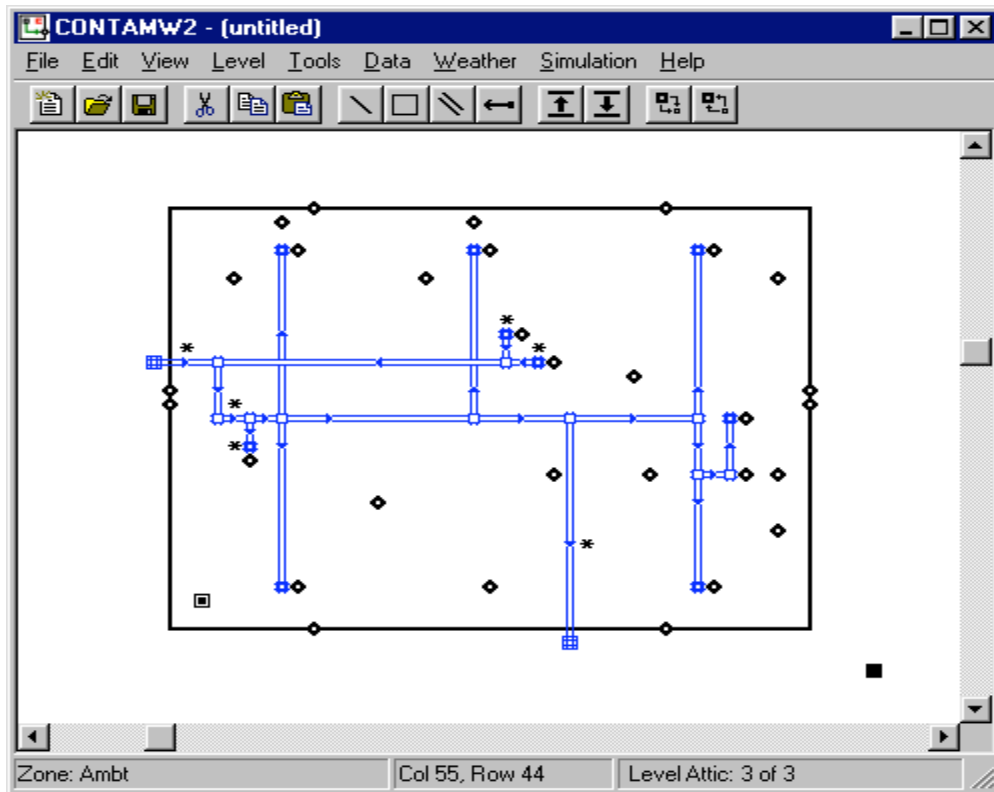 CONTAMW2 - (untitled)
File Edit View Level Tools Data Weather Simulation Help
Zone: Ambt Col 55, Row 44 Level Attic: 3 of 3